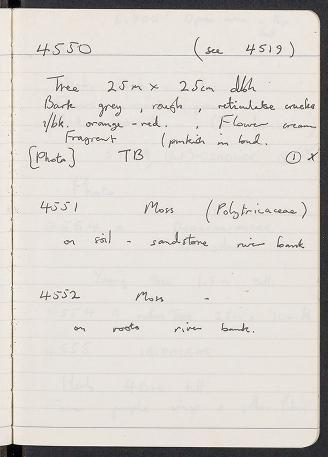 4550 (see 4519)
Tree 25m x 25cm dbh
Bark grey, rough, reticulate cracks
i/bk. orange-red. , Flower cream
Fragrant (pinkish in bud.
[Photo] TB ① x
4551 Moss (Polytricaceae)
on soil - sandstone river bank
4552 Moss -
on roots river bank.